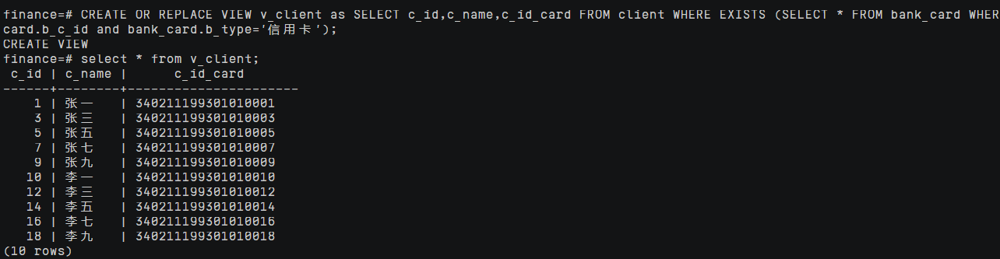 finance=# CREATE OR REPLACE VIEW v_client as SELECT c_id,c_name,c_id_card FROM client WHERE EXISTS (SELECT * FROM bank_card WHER
card.b_c_id and bank_card.b_type='信用卡');
CREATE VIEW
finance=# select * from v_client;
 c_id | c_name |      c_id_card
------+--------+----------------------
    1 | 张一   | 340211199301010001
    3 | 张三   | 340211199301010003
    5 | 张五   | 340211199301010005
    7 | 张七   | 340211199301010007
    9 | 张九   | 340211199301010009
   10 | 李一   | 340211199301010010
   12 | 李三   | 340211199301010012
   14 | 李五   | 340211199301010014
   16 | 李七   | 340211199301010016
   18 | 李九   | 340211199301010018
(10 rows)